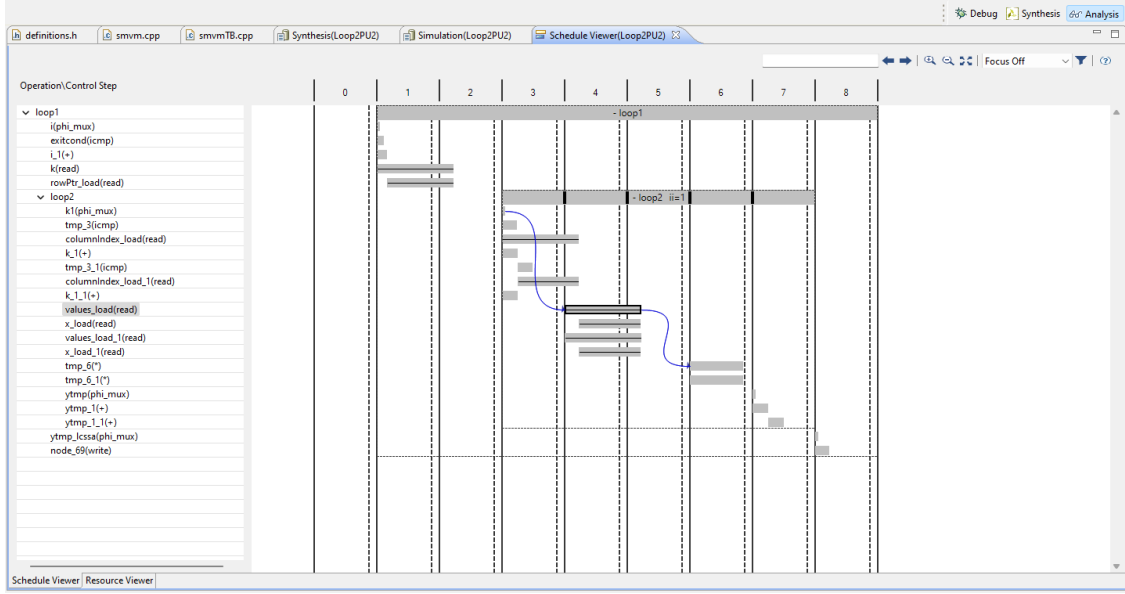 Debug Synthesis Analysis
definitions.h smvm.cpp smvmTB.cpp Synthesis(Loop2PU2) Simulation(Loop2PU2) Schedule Viewer(Loop2PU2)
Focus Off
Operation\Control Step 0 1 2 3 4 5 6 7 8
loop1 - loop1
i(phi_mux)
exitcond(icmp)
i_1(+)
k(read)
rowPtr_load(read)
loop2 - loop2 ii=1
k1(phi_mux)
tmp_3(icmp)
columnIndex_load(read)
k_1(+)
tmp_3_1(icmp)
columnIndex_load_1(read)
k_1_1(+)
values_load(read)
x_load(read)
values_load_1(read)
x_load_1(read)
tmp_6(*)
tmp_6_1(*)
ytmp(phi_mux)
ytmp_1(+)
ytmp_1_1(+)
ytmp_lcssa(phi_mux)
node_69(write)
Schedule Viewer Resource Viewer